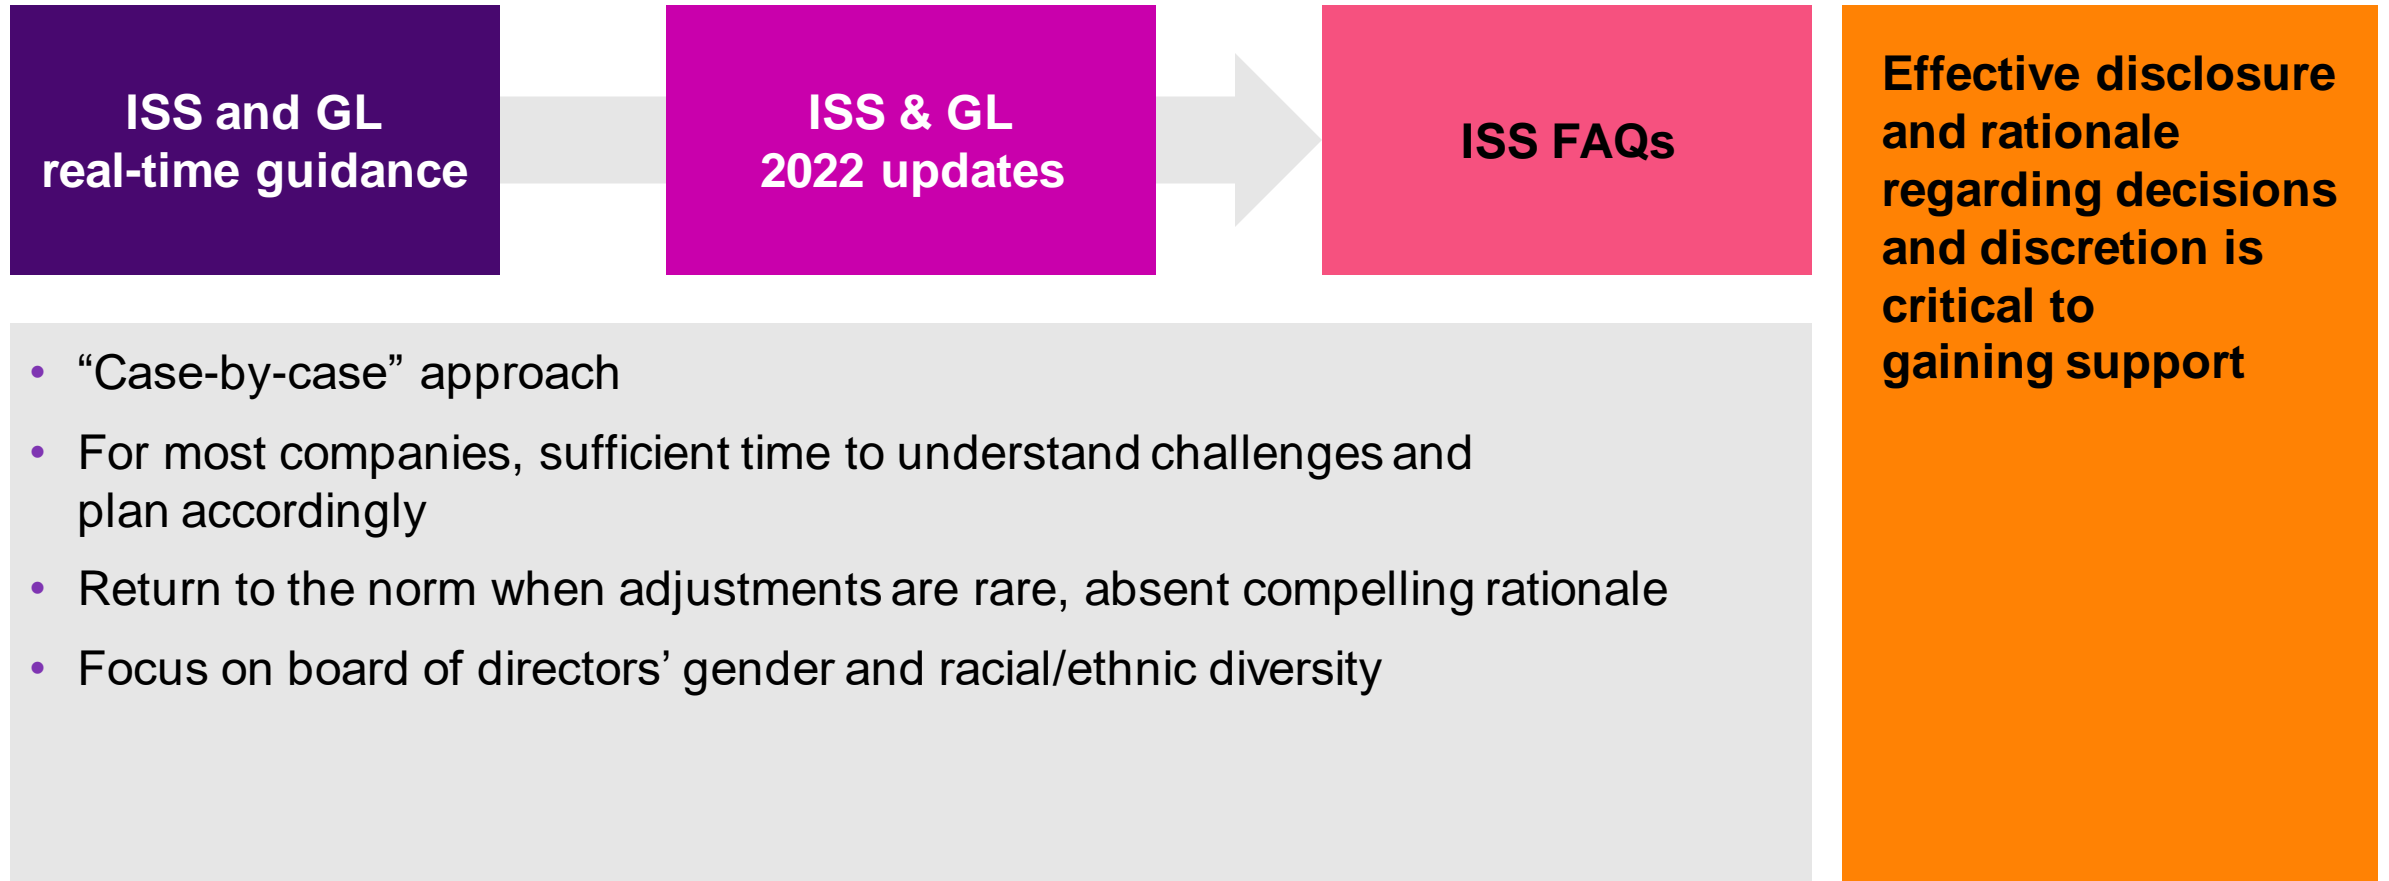 ISS and GL
real-time guidance
ISS & GL
2022 updates
ISS FAQs
• “Case-by-case” approach
• For most companies, sufficient time to understand challenges and
plan accordingly
• Return to the norm when adjustments are rare, absent compelling rationale
• Focus on board of directors’ gender and racial/ethnic diversity
Effective disclosure
and rationale
regarding decisions
and discretion is
critical to
gaining support